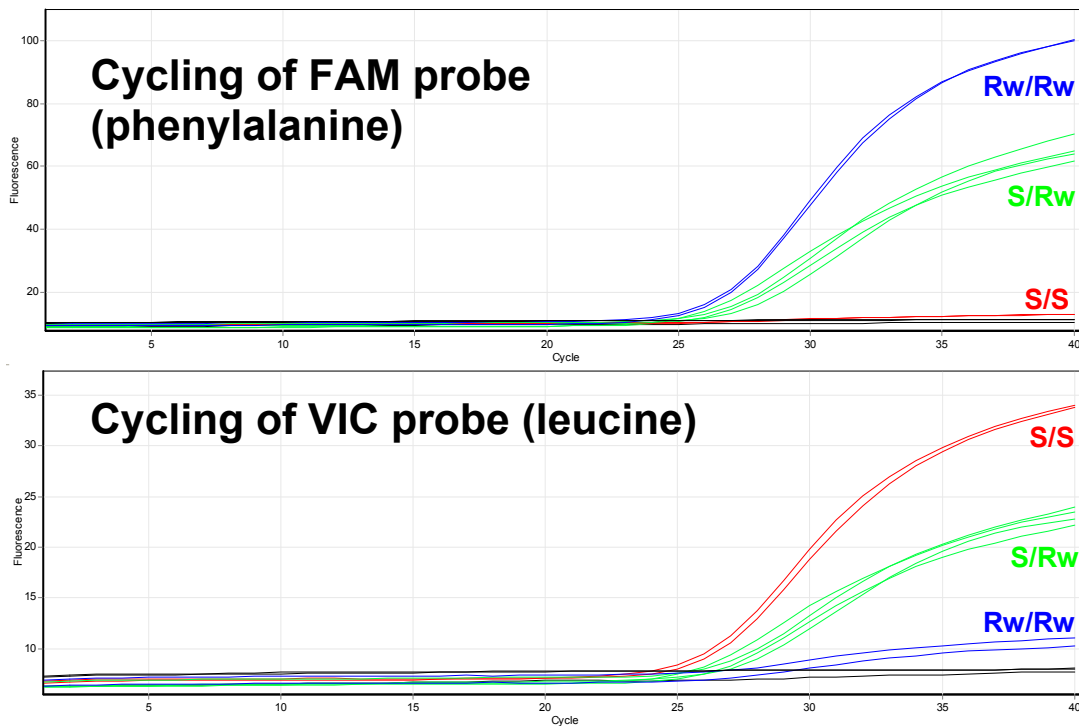 Cycling of FAM probe
(phenylalanine)
Rw/Rw
S/Rw
S/S
Fluorescence
100
80
60
40
20
5
10
15
20
25
30
35
40
Cycle
Cycling of VIC probe (leucine)
S/S
S/Rw
Rw/Rw
Fluorescence
35
30
25
20
15
10
5
10
15
20
25
30
35
40
Cycle